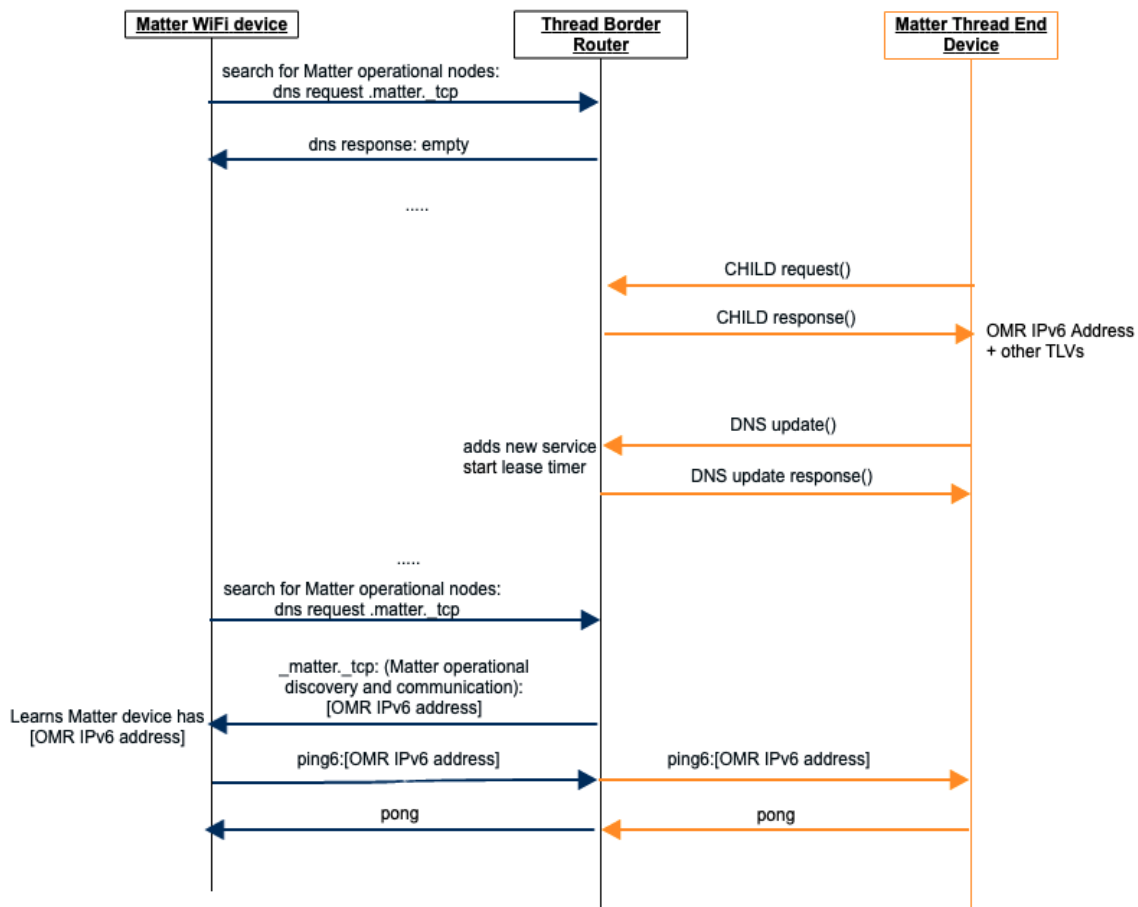 Matter WiFi device
Thread Border
Router
Matter Thread End
Device
search for Matter operational nodes:
dns request .matter._tcp
dns response: empty
.....
CHILD request()
CHILD response()
OMR IPv6 Address
+ other TLVs
DNS update()
adds new service
start lease timer
DNS update response()
.....
search for Matter operational nodes:
dns request .matter._tcp
_matter._tcp: (Matter operational
discovery and communication):
[OMR IPv6 address]
Learns Matter device has
[OMR IPv6 address]
ping6:[OMR IPv6 address]
ping6:[OMR IPv6 address]
pong
pong